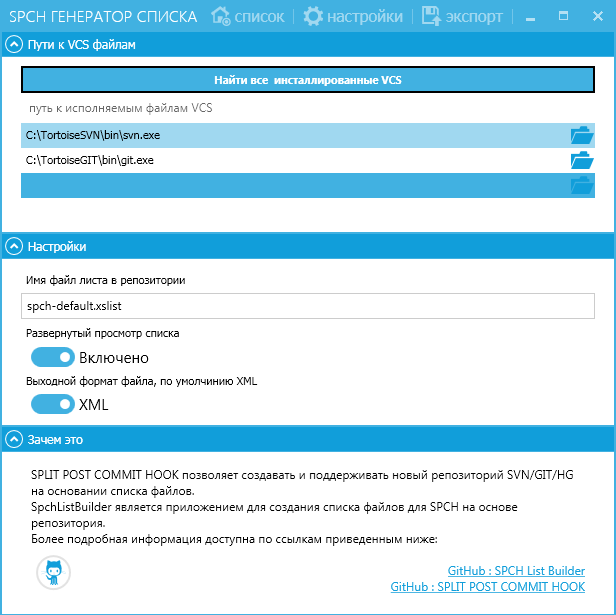 SPCH ГЕНЕРАТОР СПИСКА список настройки экспорт
Пути к VCS файлам
Найти все инсталлированные VCS
путь к исполняемым файлам VCS
C:\TortoiseSVN\bin\svn.exe
C:\TortoiseGIT\bin\git.exe
Настройки
Имя файл листа в репозитории
spch-default.xslist
Развернутый просмотр списка
Включено
Выходной формат файла, по умолчинию XML
XML
Зачем это
SPLIT POST COMMIT HOOK позволяет создавать и поддерживать новый репозиторий SVN/GIT/HG
на основании списка файлов.
SpchListBuilder является приложением для создания списка файлов для SPCH на основе
репозитория.
Более подробная информация доступна по ссылкам приведенным ниже:
GitHub : SPCH List Builder
GitHub : SPLIT POST COMMIT HOOK